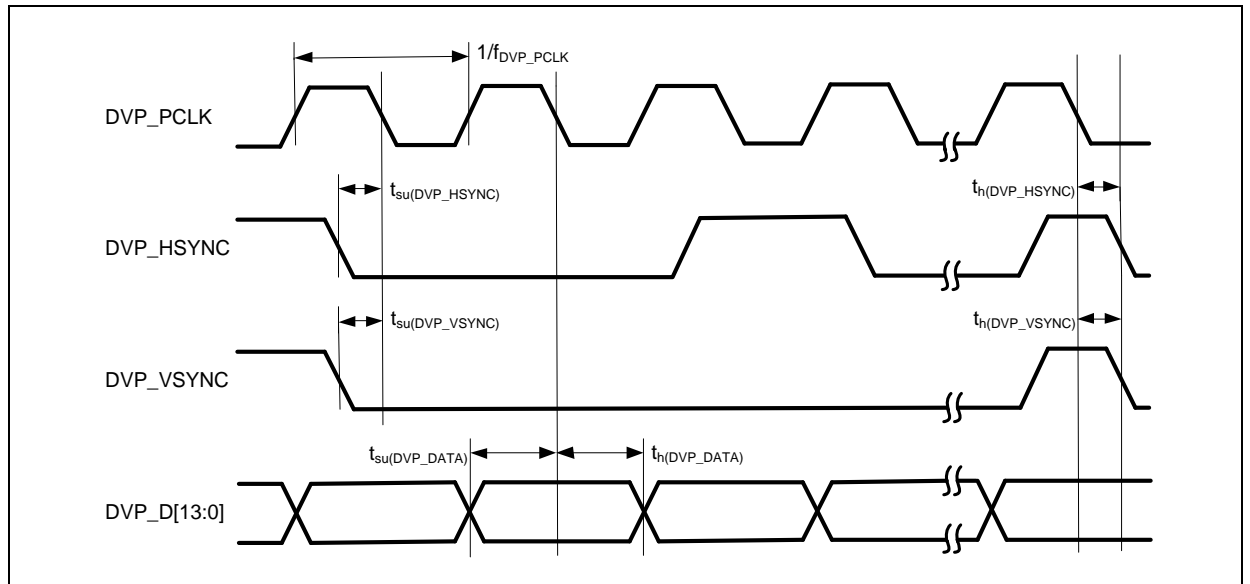 1/fDVP_PCLK
DVP_PCLK
tsu(DVP_HSYNC)
th(DVP_HSYNC)
DVP_HSYNC
tsu(DVP_VSYNC)
th(DVP_VSYNC)
DVP_VSYNC
tsu(DVP_DATA)
th(DVP_DATA)
DVP_D[13:0]